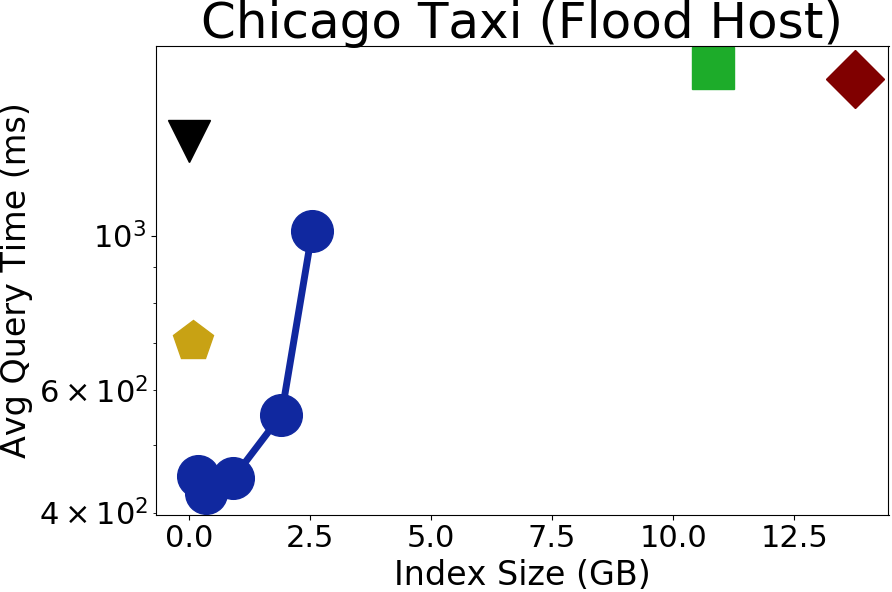 Chicago Taxi (Flood Host)
Avg Query Time (ms)
10³
6 × 10²
4 × 10²
0.0 2.5 5.0 7.5 10.0 12.5
Index Size (GB)